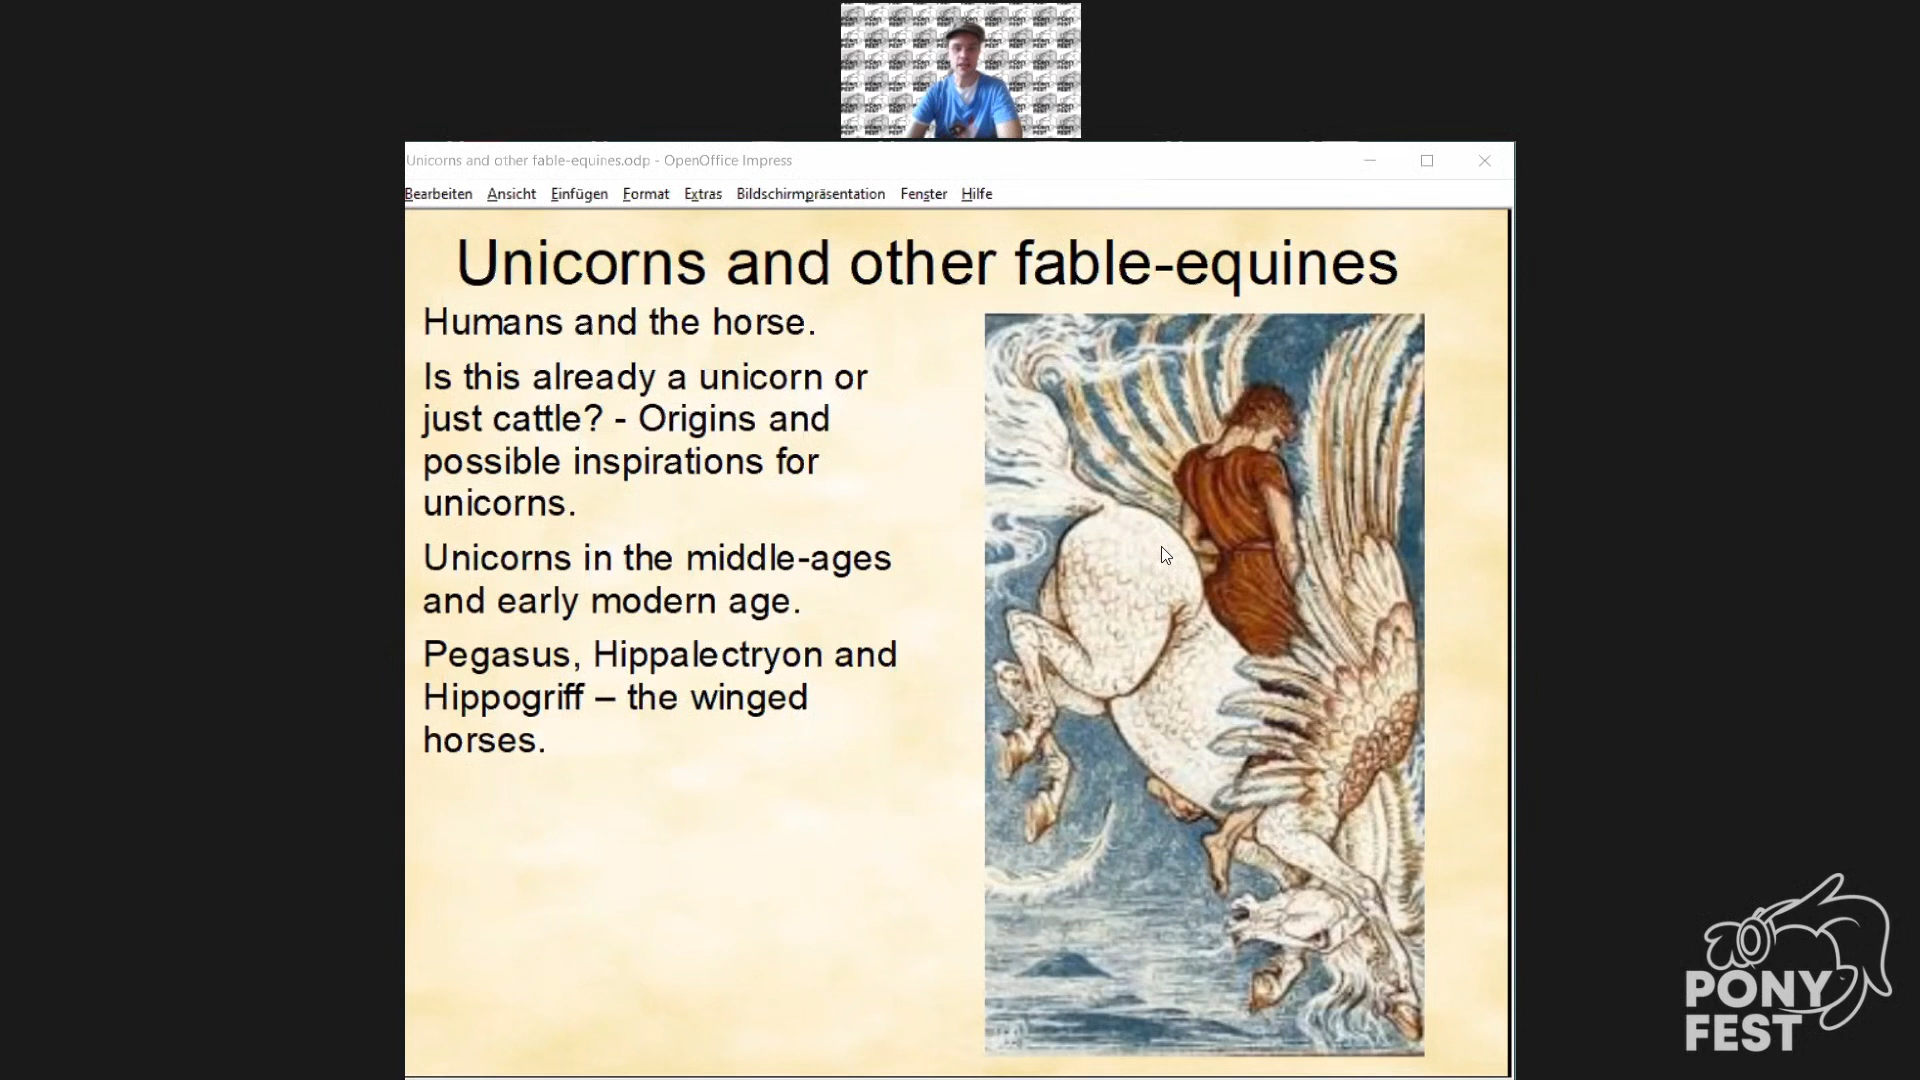 Unicorns and other fable-equines.odp - OpenOffice Impress
Bearbeiten Ansicht Einfügen Format Extras Bildschirmpräsentation Fenster Hilfe
Unicorns and other fable-equines
Humans and the horse.
Is this already a unicorn or
just cattle? - Origins and
possible inspirations for
unicorns.
Unicorns in the middle-ages
and early modern age.
Pegasus, Hippalectryon and
Hippogriff – the winged
horses.
PONY
FEST